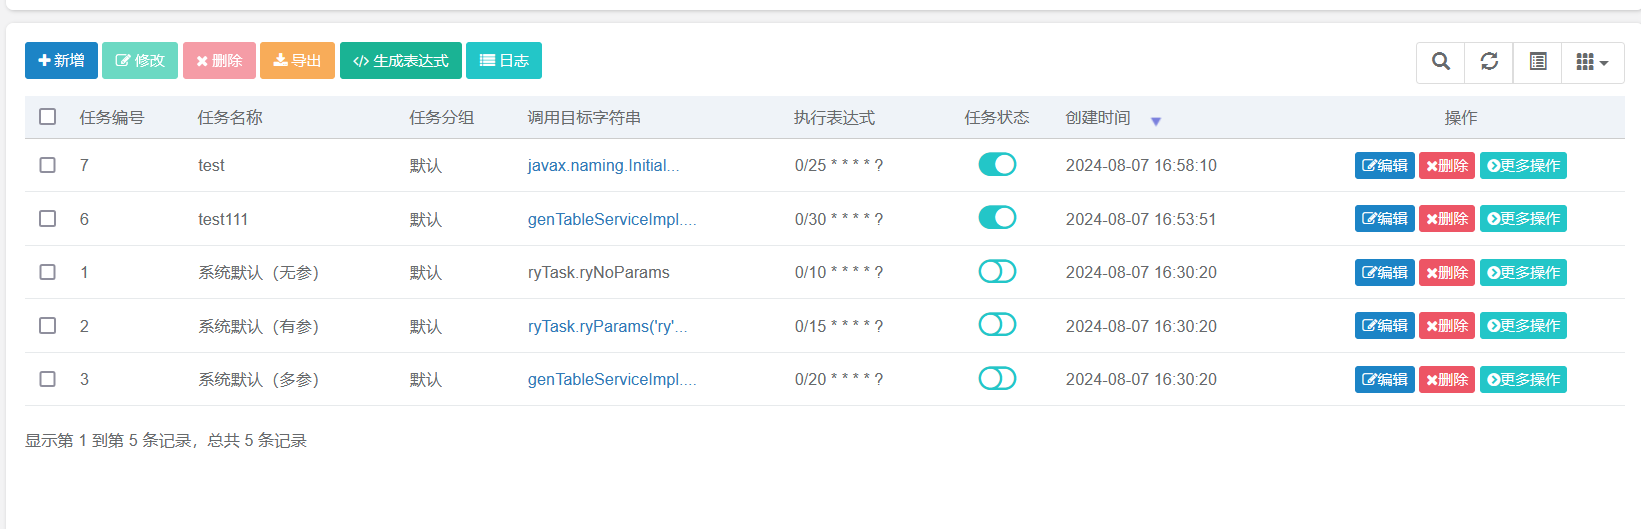 新增 修改 删除 导出 生成表达式 日志
任务编号 任务名称 任务分组 调用目标字符串 执行表达式 任务状态 创建时间 操作
7 test 默认 javax.naming.Initial... 0/25 * * * * ? 2024-08-07 16:58:10 编辑 删除 更多操作
6 test111 默认 genTableServiceImpl.... 0/30 * * * * ? 2024-08-07 16:53:51 编辑 删除 更多操作
1 系统默认（无参） 默认 ryTask.ryNoParams 0/10 * * * * ? 2024-08-07 16:30:20 编辑 删除 更多操作
2 系统默认（有参） 默认 ryTask.ryParams('ry'... 0/15 * * * * ? 2024-08-07 16:30:20 编辑 删除 更多操作
3 系统默认（多参） 默认 genTableServiceImpl.... 0/20 * * * * ? 2024-08-07 16:30:20 编辑 删除 更多操作
显示第 1 到第 5 条记录，总共 5 条记录